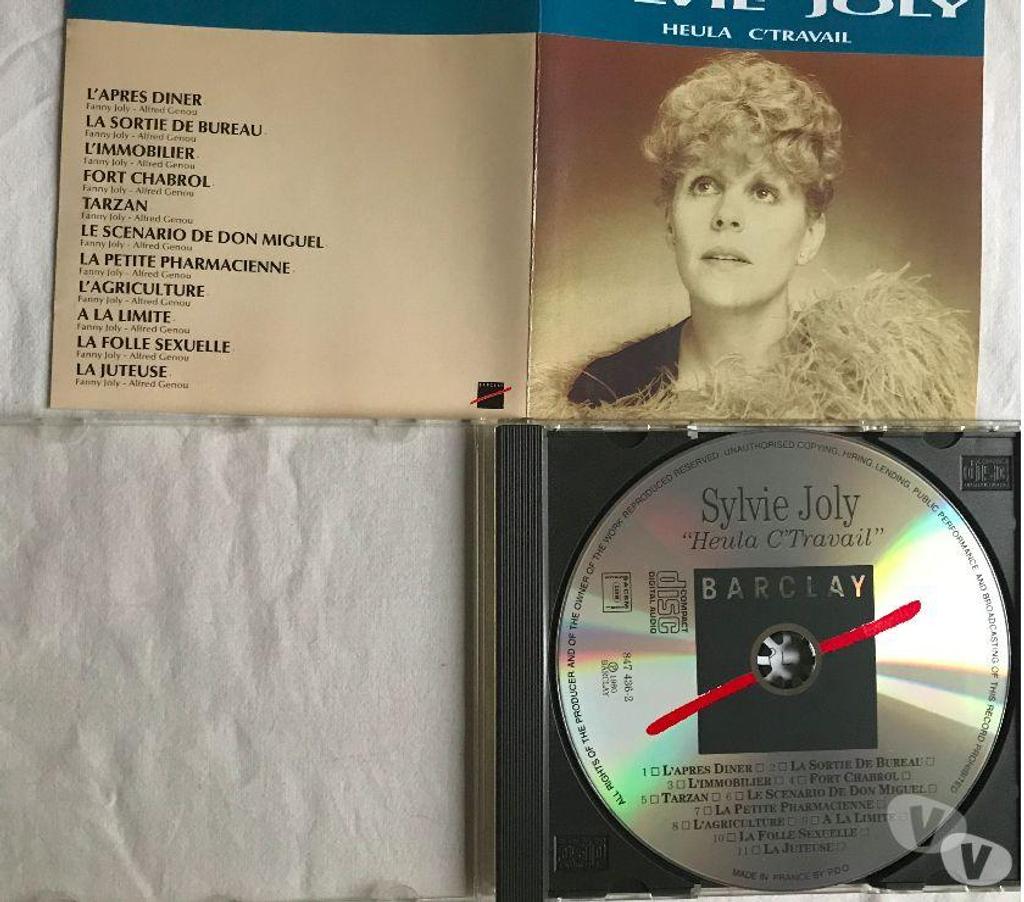 JOLY
HEULA C'TRAVAIL
L'APRES DINER
Fanny Joly - Alfred Genou
LA SORTIE DE BUREAU
Fanny Joly - Alfred Genou
L'IMMOBILIER
Fanny Joly - Alfred Genou
FORT CHABROL
Fanny Joly - Alfred Genou
TARZAN
Fanny Joly - Alfred Genou
LE SCENARIO DE DON MIGUEL
Fanny Joly - Alfred Genou
LA PETITE PHARMACIENNE
Fanny Joly - Alfred Genou
L'AGRICULTURE
Fanny Joly - Alfred Genou
A LA LIMITE
Fanny Joly - Alfred Genou
LA FOLLE SEXUELLE
Fanny Joly - Alfred Genou
LA JUTEUSE
Fanny Joly - Alfred Genou
BARCLAY
ALL RIGHTS OF THE PRODUCER AND OF THE OWNER OF THE WORK REPRODUCED RESERVED. UNAUTHORISED COPYING, HIRING, LENDING, PUBLIC PERFORMANCE AND BROADCASTING OF THIS RECORD PROHIBITED
Sylvie Joly
"Heula C'Travail"
BARCLAY
COMPACT
disc
DIGITAL AUDIO
SACEM
847 436-2
BARCLAY
1 □ L'APRES DINER □ 2 □ LA SORTIE DE BUREAU □
3 □ L'IMMOBILIER □ 4 □ FORT CHABROL □
5 □ TARZAN □ 6 □ LE SCENARIO DE DON MIGUEL □
7 □ LA PETITE PHARMACIENNE □
8 □ L'AGRICULTURE □ 9 □ A LA LIMITE □
10 □ LA FOLLE SEXUELLE □
11 □ LA JUTEUSE □
MADE IN FRANCE BY PDO
V V